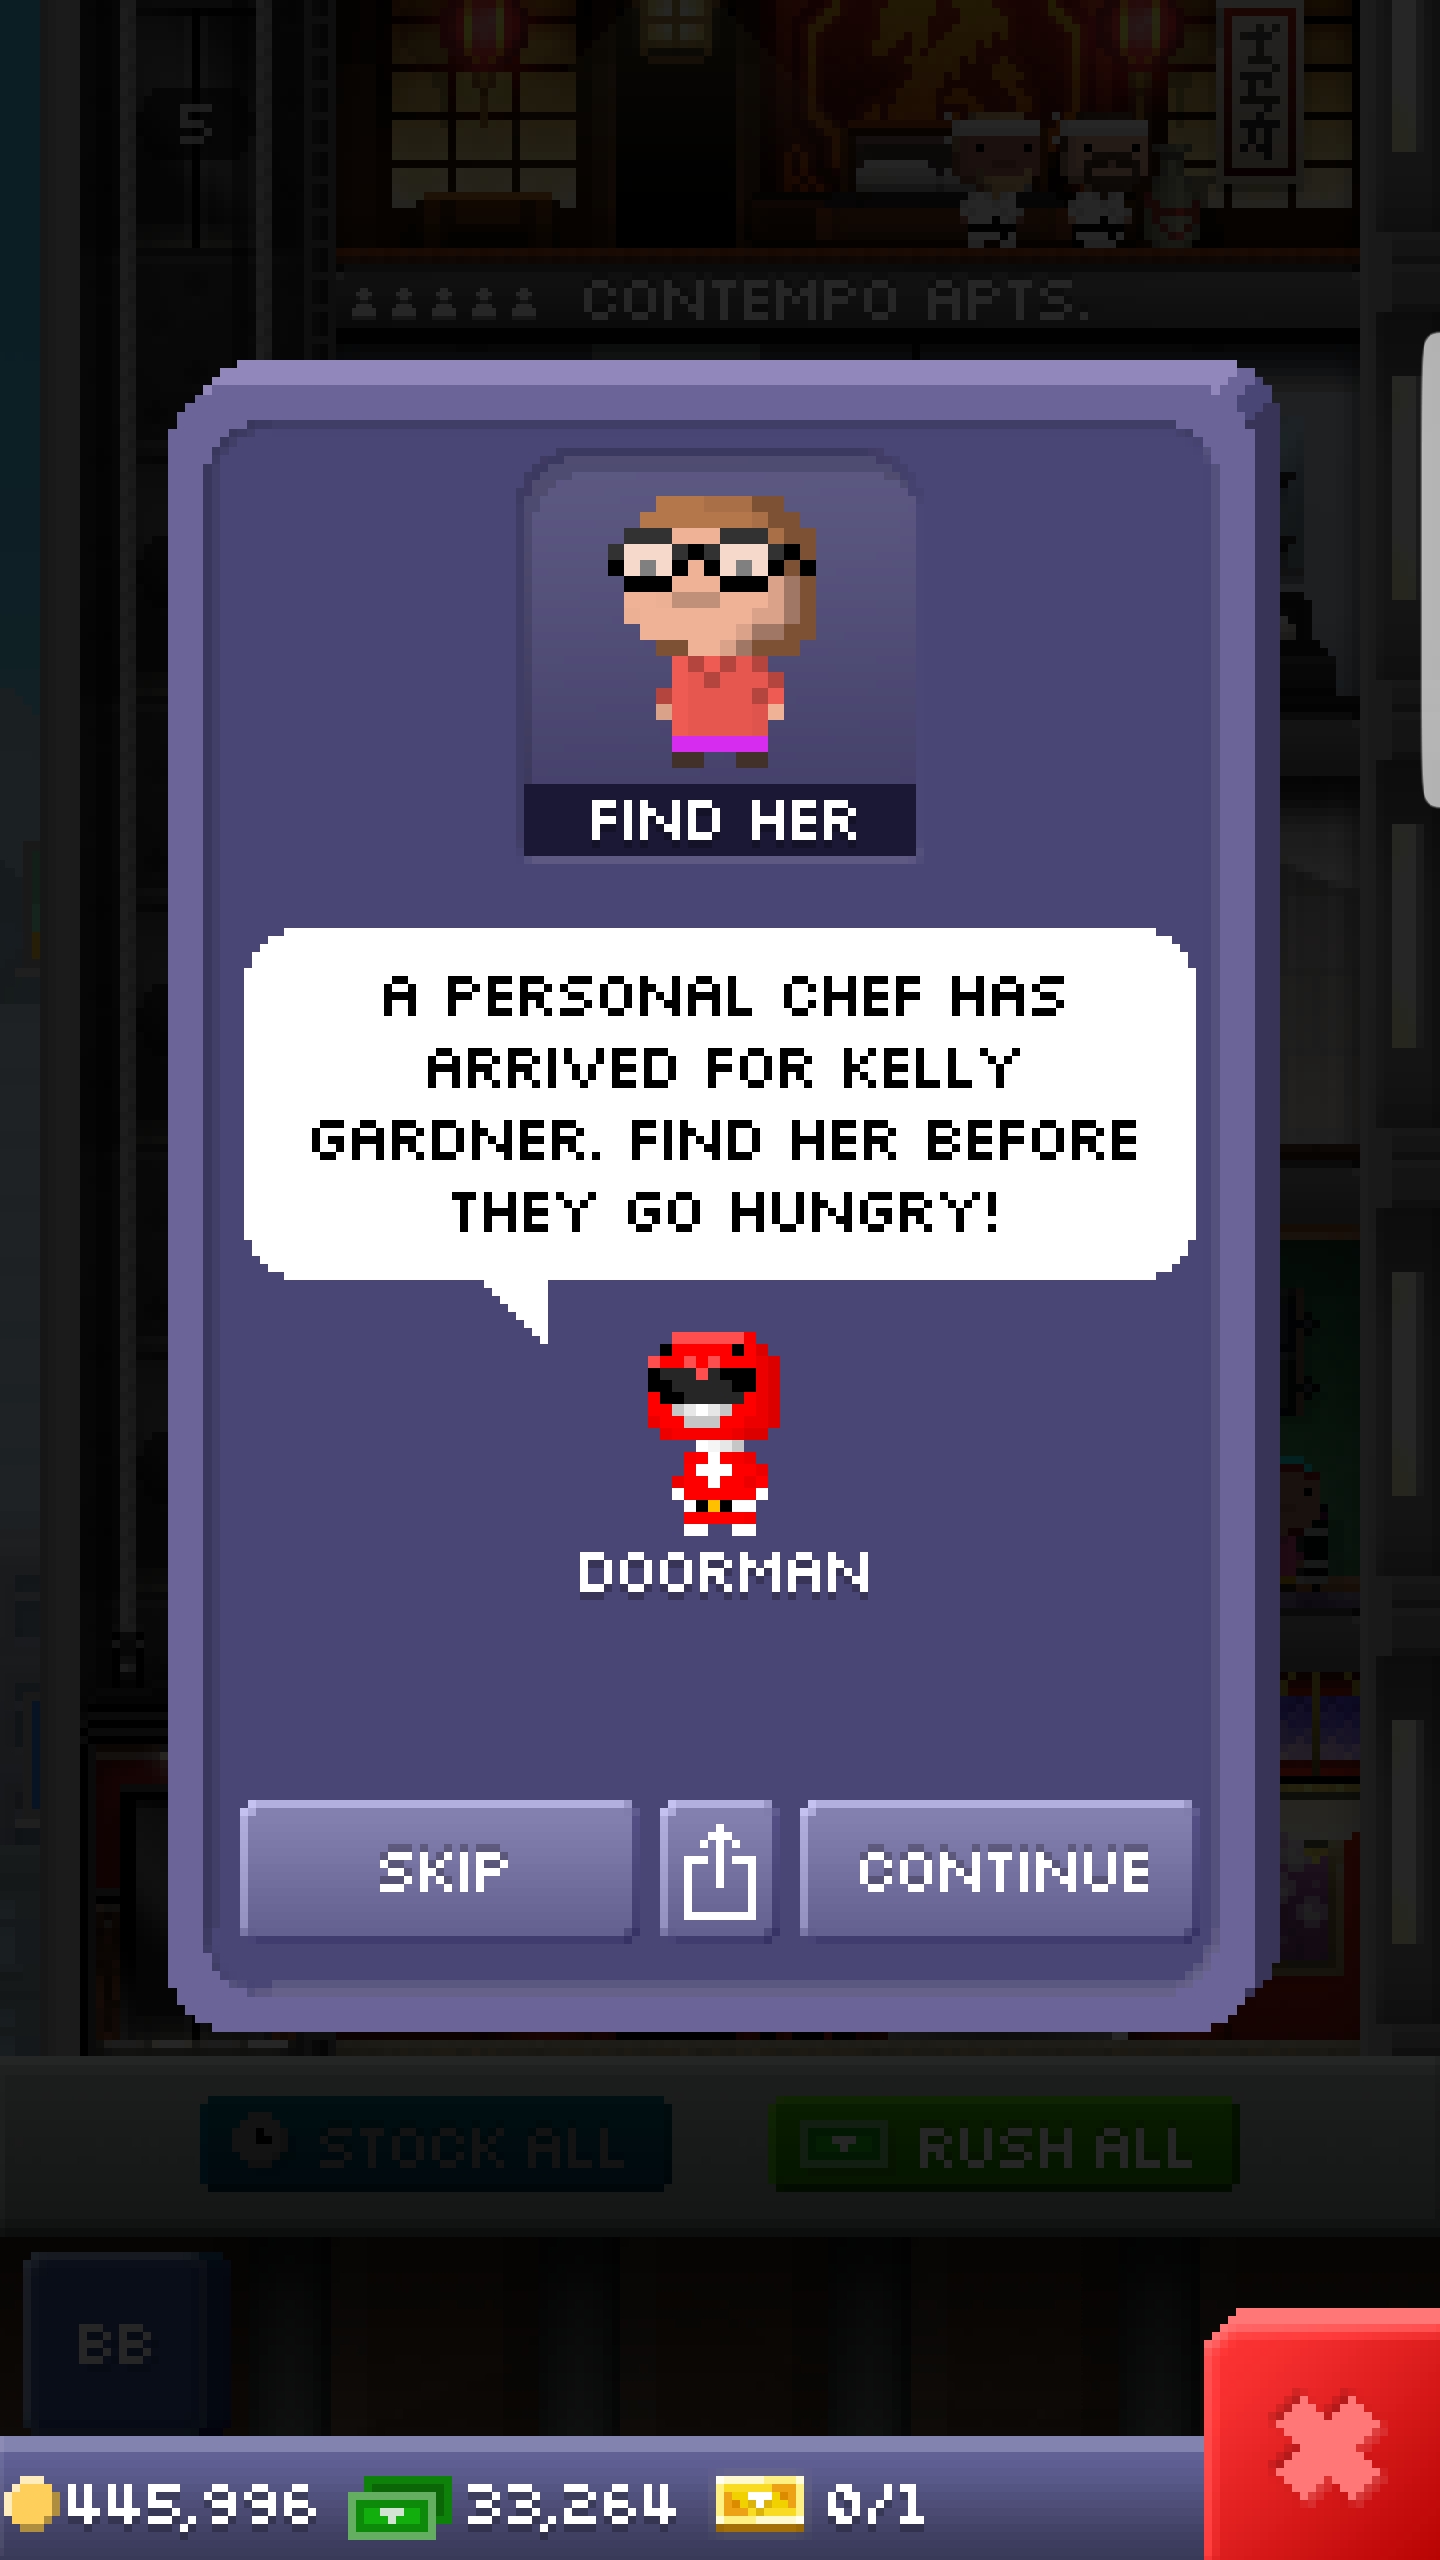 5
CONTEMPO APTS.
FIND HER
A PERSONAL CHEF HAS
ARRIVED FOR KELLY
GARDNER. FIND HER BEFORE
THEY GO HUNGRY!
DOORMAN
SKIP
CONTINUE
STOCK ALL
RUSH ALL
BB
445,996
33,264
0/1